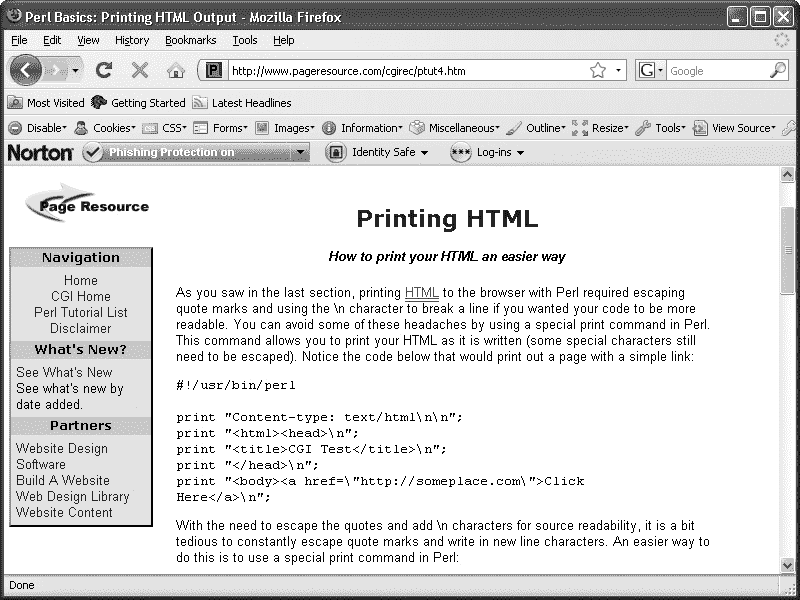 Perl Basics: Printing HTML Output - Mozilla Firefox
File Edit View History Bookmarks Tools Help
P http://www.pageresource.com/cgirec/ptut4.htm G Google
Most Visited Getting Started Latest Headlines
Disable Cookies CSS Forms Images Information Miscellaneous Outline Resize Tools View Source
Norton Phishing Protection on Identity Safe Log-ins
Page Resource
Navigation
Home
CGI Home
Perl Tutorial List
Disclaimer
What's New?
See What's New
See what's new by
date added.
Partners
Website Design
Software
Build A Website
Web Design Library
Website Content
Printing HTML
How to print your HTML an easier way
As you saw in the last section, printing HTML to the browser with Perl required escaping
quote marks and using the \n character to break a line if you wanted your code to be more
readable. You can avoid some of these headaches by using a special print command in Perl.
This command allows you to print your HTML as it is written (some special characters still
need to be escaped). Notice the code below that would print out a page with a simple link:
#!/usr/bin/perl
print "Content-type: text/html\n\n";
print "<html><head>\n";
print "<title>CGI Test</title>\n";
print "</head>\n";
print "<body><a href=\"http://someplace.com\">Click
Here</a>\n";
With the need to escape the quotes and add \n characters for source readability, it is a bit
tedious to constantly escape quote marks and write in new line characters. An easier way to
do this is to use a special print command in Perl:
Done